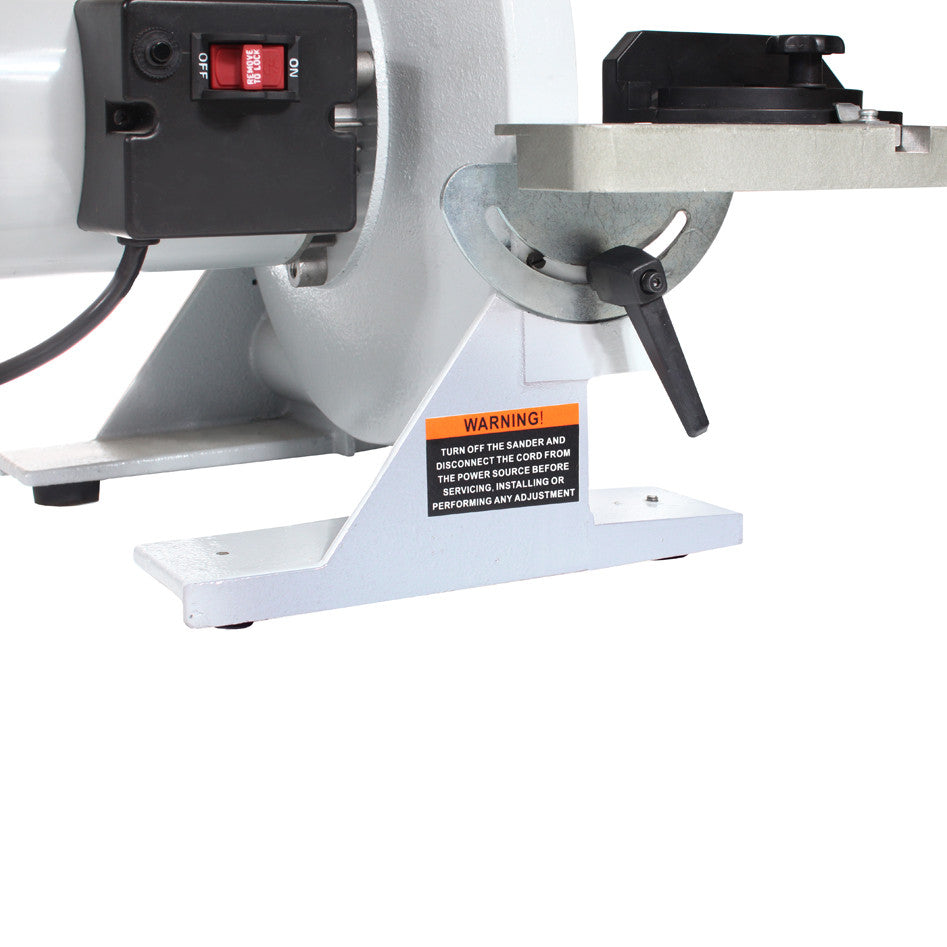 OFF
REMOVE
TO LOCK
ON
WARNING!
TURN OFF THE SANDER AND
DISCONNECT THE CORD FROM
THE POWER SOURCE BEFORE
SERVICING, INSTALLING OR
PERFORMING ANY ADJUSTMENT